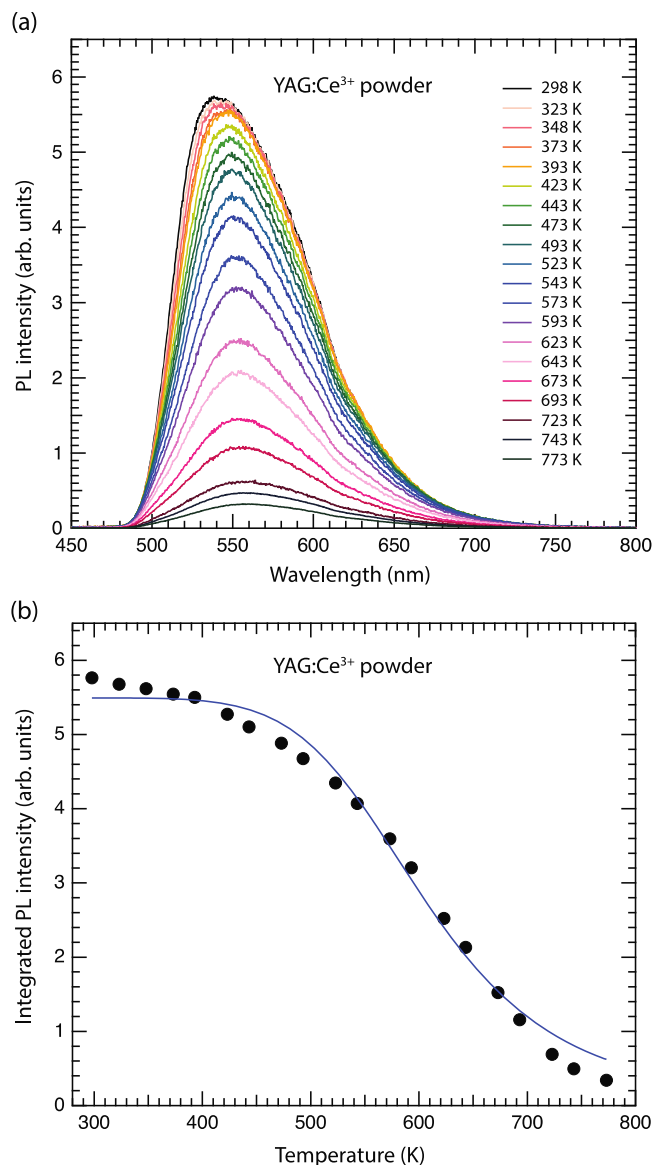 (a)
YAG:Ce³⁺ powder
298 K
323 K
348 K
373 K
393 K
423 K
443 K
473 K
493 K
523 K
543 K
573 K
593 K
623 K
643 K
673 K
693 K
723 K
743 K
773 K
PL intensity (arb. units)
6
5
4
3
2
1
0
450 500 550 600 650 700 750 800
Wavelength (nm)
(b)
YAG:Ce³⁺ powder
Integrated PL intensity (arb. units)
6
5
4
3
2
1
0
300 400 500 600 700 800
Temperature (K)